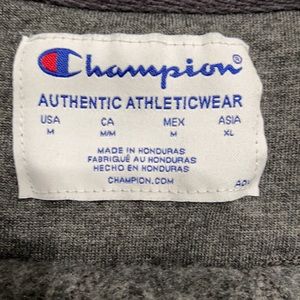 Champion
AUTHENTIC ATHLETICWEAR
USA CA MEX ASIA
M M/M M XL
MADE IN HONDURAS
FABRIQUÉ AU HONDURAS
HECHO EN HONDURAS
CHAMPION.COM